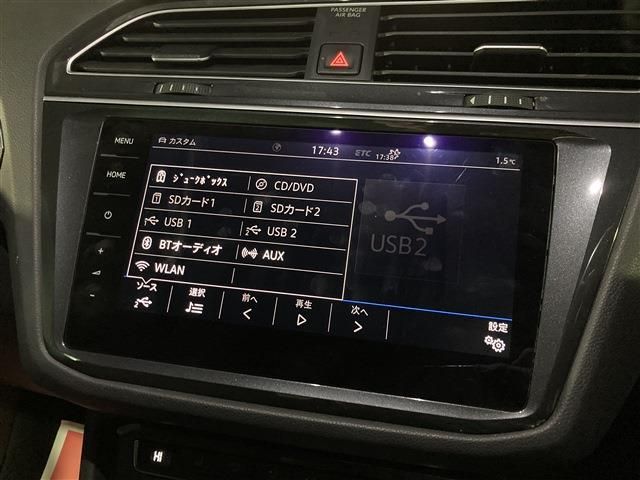 PASSENGER
AIR BAG
MENU
HOME
カスタム
17:43
ETC
17:38
1.5℃
ジュークボックス
CD/DVD
SDカード1
SDカード2
USB 1
USB 2
BTオーディオ
AUX
WLAN
USB2
ソース
選択
前へ
再生
次へ
設定
HI